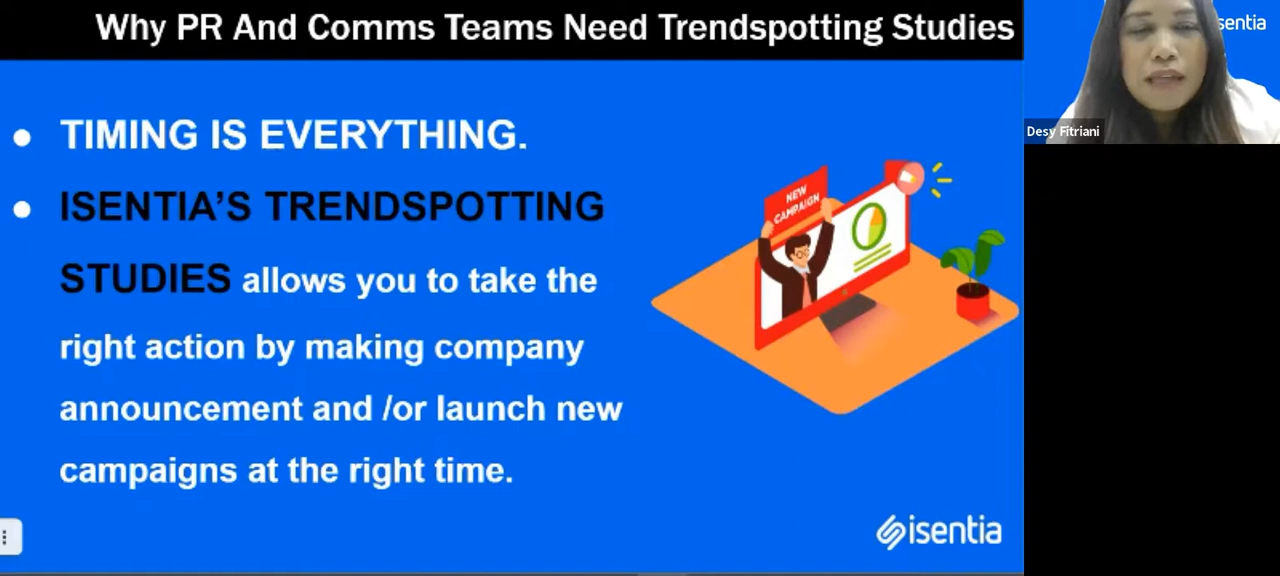 Why PR And Comms Teams Need Trendspotting Studies
TIMING IS EVERYTHING.
ISENTIA’S TRENDSPOTTING
STUDIES allows you to take the
right action by making company
announcement and /or launch new
campaigns at the right time.
NEW
CAMPAIGN
isentia
sentia
Desy Fitriani